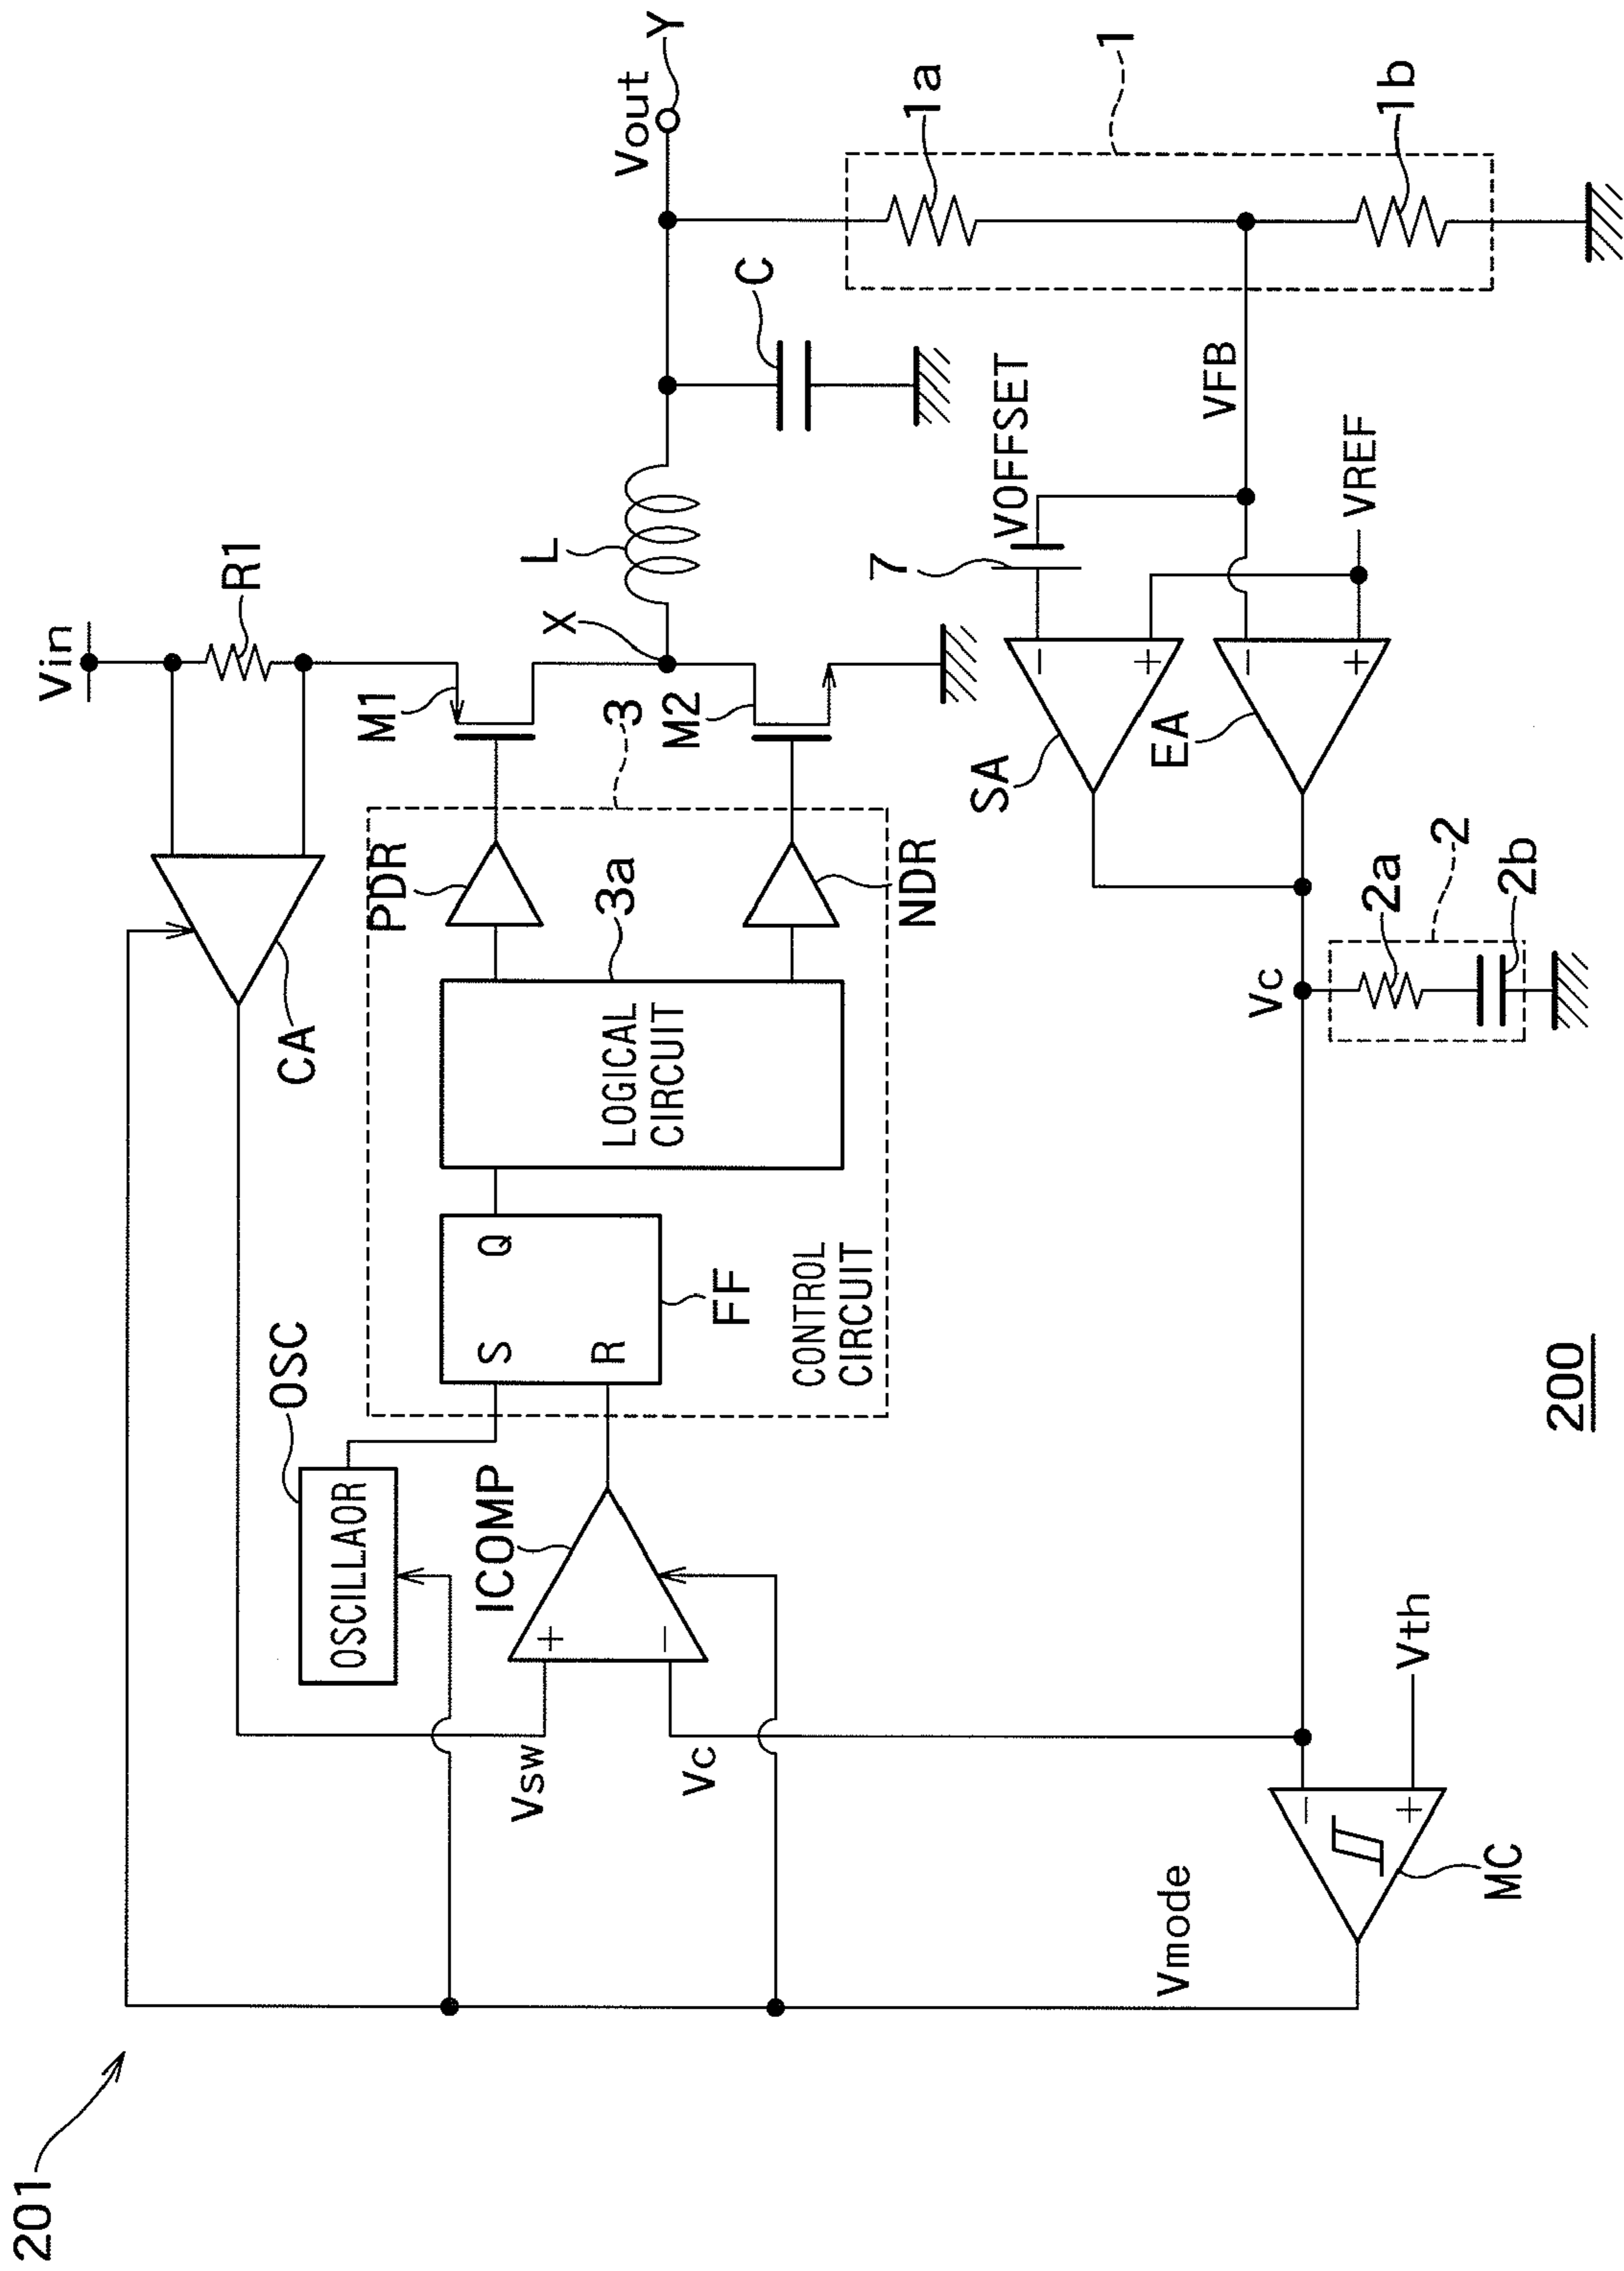 201
Vin
R1
CA
M1
X
L
Vout
Y
OSC
OSCILLAOR
PDR
3
M2
C
1
1a
1b
ICOMP
+
−
S
Q
R
FF
LOGICAL
CIRCUIT
3a
NDR
CONTROL
CIRCUIT
Vsw
Vc
7
VOFFSET
VFB
SA
−
+
EA
−
+
VREF
Vmode
Vc
2
2a
2b
−
+
Vth
MC
200